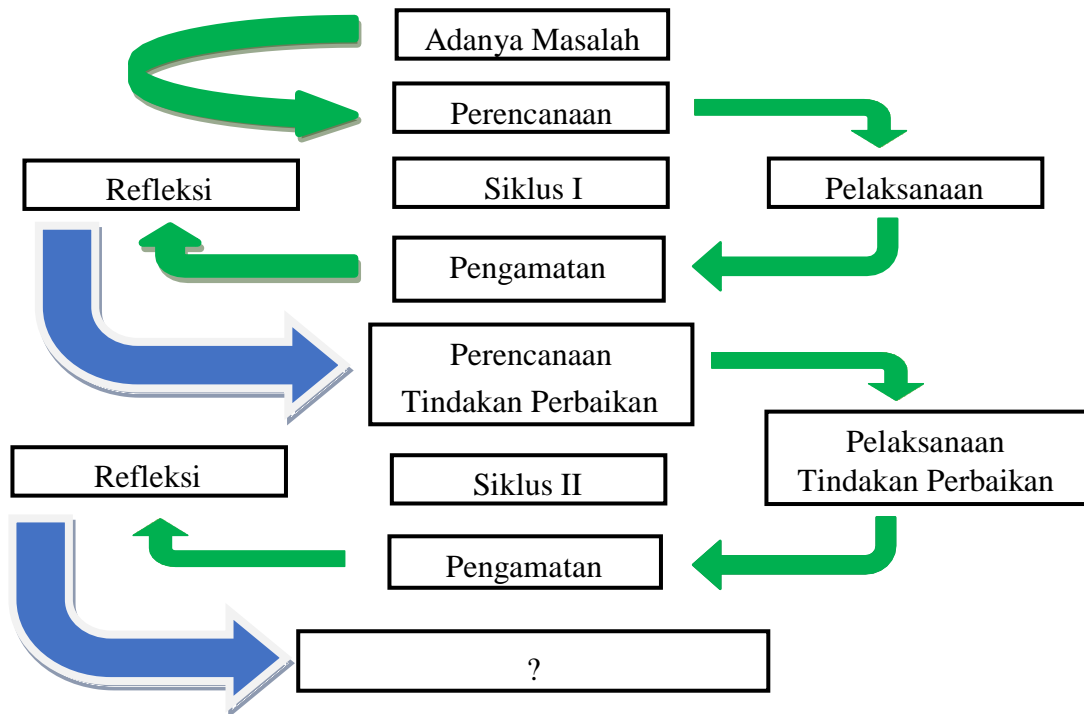 Adanya Masalah
Perencanaan
Refleksi
Siklus I
Pelaksanaan
Pengamatan
Perencanaan
Tindakan Perbaikan
Pelaksanaan
Tindakan Perbaikan
Refleksi
Siklus II
Pengamatan
?